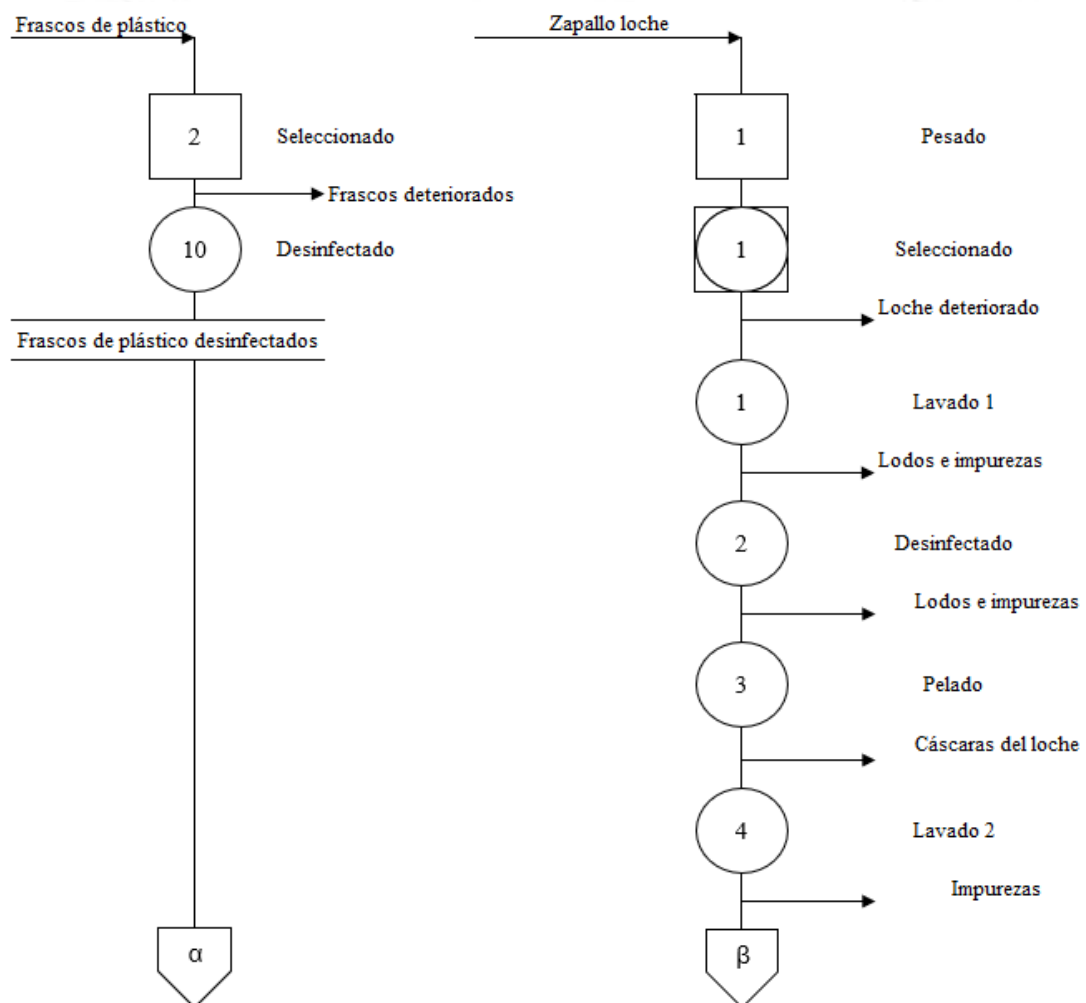 Frascos de plástico
2
Seleccionado
Frascos deteriorados
10
Desinfectado
Frascos de plástico desinfectados
α
Zapallo loche
1
Pesado
1
Seleccionado
Loche deteriorado
1
Lavado 1
Lodos e impurezas
2
Desinfectado
Lodos e impurezas
3
Pelado
Cáscaras del loche
4
Lavado 2
Impurezas
β